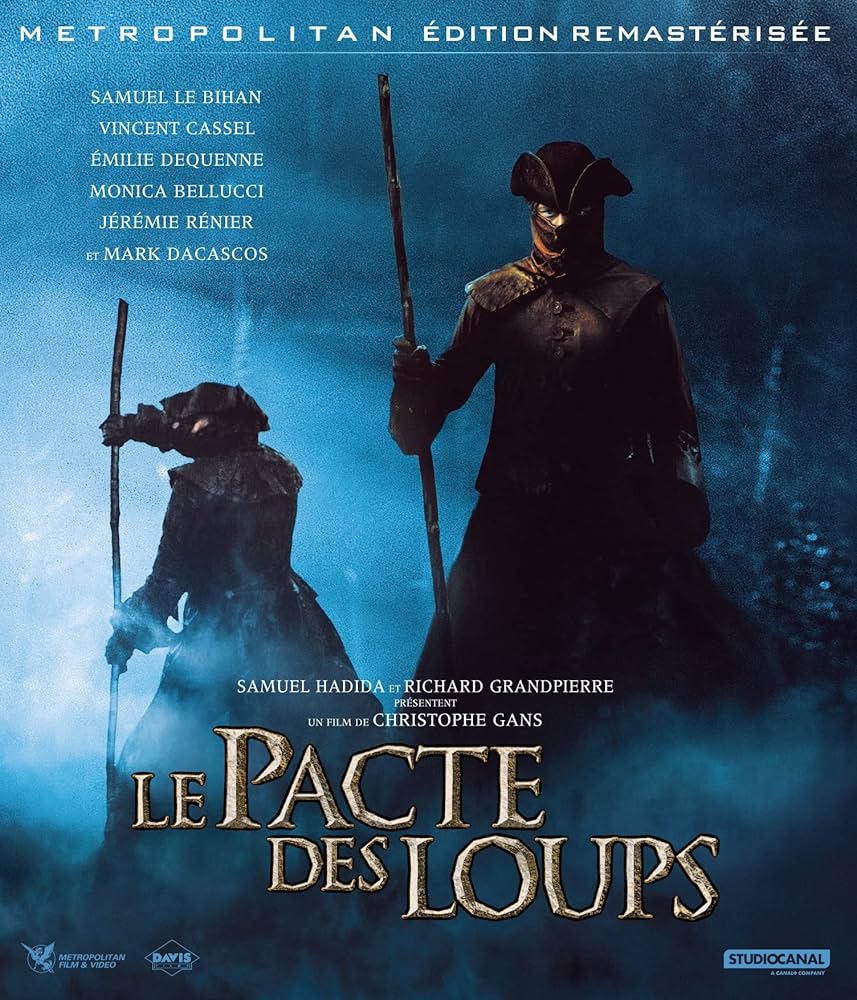 METROPOLITAN ÉDITION REMASTÉRISÉE
SAMUEL LE BIHAN
VINCENT CASSEL
ÉMILIE DEQUENNE
MONICA BELLUCCI
JÉRÉMIE RÉNIER
ET MARK DACASCOS
SAMUEL HADIDA ET RICHARD GRANDPIERRE
PRÉSENTENT
UN FILM DE CHRISTOPHE GANS
LE PACTE
DES LOUPS
METROPOLITAN
FILM & VIDEO
DAVIS
FILMS
STUDIOCANAL
A CANAL+ COMPANY